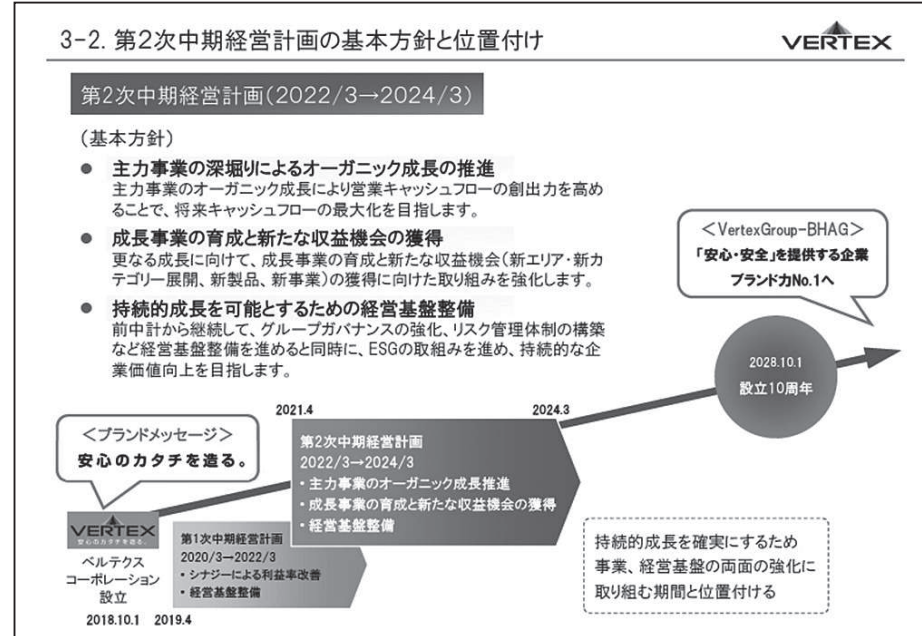 3-2. 第2次中期経営計画の基本方針と位置付け
VERTEX
第2次中期経営計画(2022/3→2024/3)
(基本方針)
● 主力事業の深堀りによるオーガニック成長の推進
主力事業のオーガニック成長により営業キャッシュフローの創出力を高め
ることで、将来キャッシュフローの最大化を目指します。
● 成長事業の育成と新たな収益機会の獲得
更なる成長に向けて、成長事業の育成と新たな収益機会(新エリア・新カ
テゴリー展開、新製品、新事業)の獲得に向けた取り組みを強化します。
● 持続的成長を可能とするための経営基盤整備
前中計から継続して、グループガバナンスの強化、リスク管理体制の構築
など経営基盤整備を進めると同時に、ESGの取組みを進め、持続的な企
業価値向上を目指します。
<VertexGroup-BHAG>
「安心・安全」を提供する企業
ブランド力No.1へ
2028.10.1
設立10周年
2021.4
2024.3
<ブランドメッセージ>
安心のカタチを造る。
第2次中期経営計画
2022/3→2024/3
・主力事業のオーガニック成長推進
・成長事業の育成と新たな収益機会の獲得
・経営基盤整備
VERTEX
安心のカタチを造る。
ベルテクス
コーポレーション
設立
2018.10.1
第1次中期経営計画
2020/3→2022/3
・シナジーによる利益率改善
・経営基盤整備
2019.4
持続的成長を確実にするため
事業、経営基盤の両面の強化に
取り組む期間と位置付ける